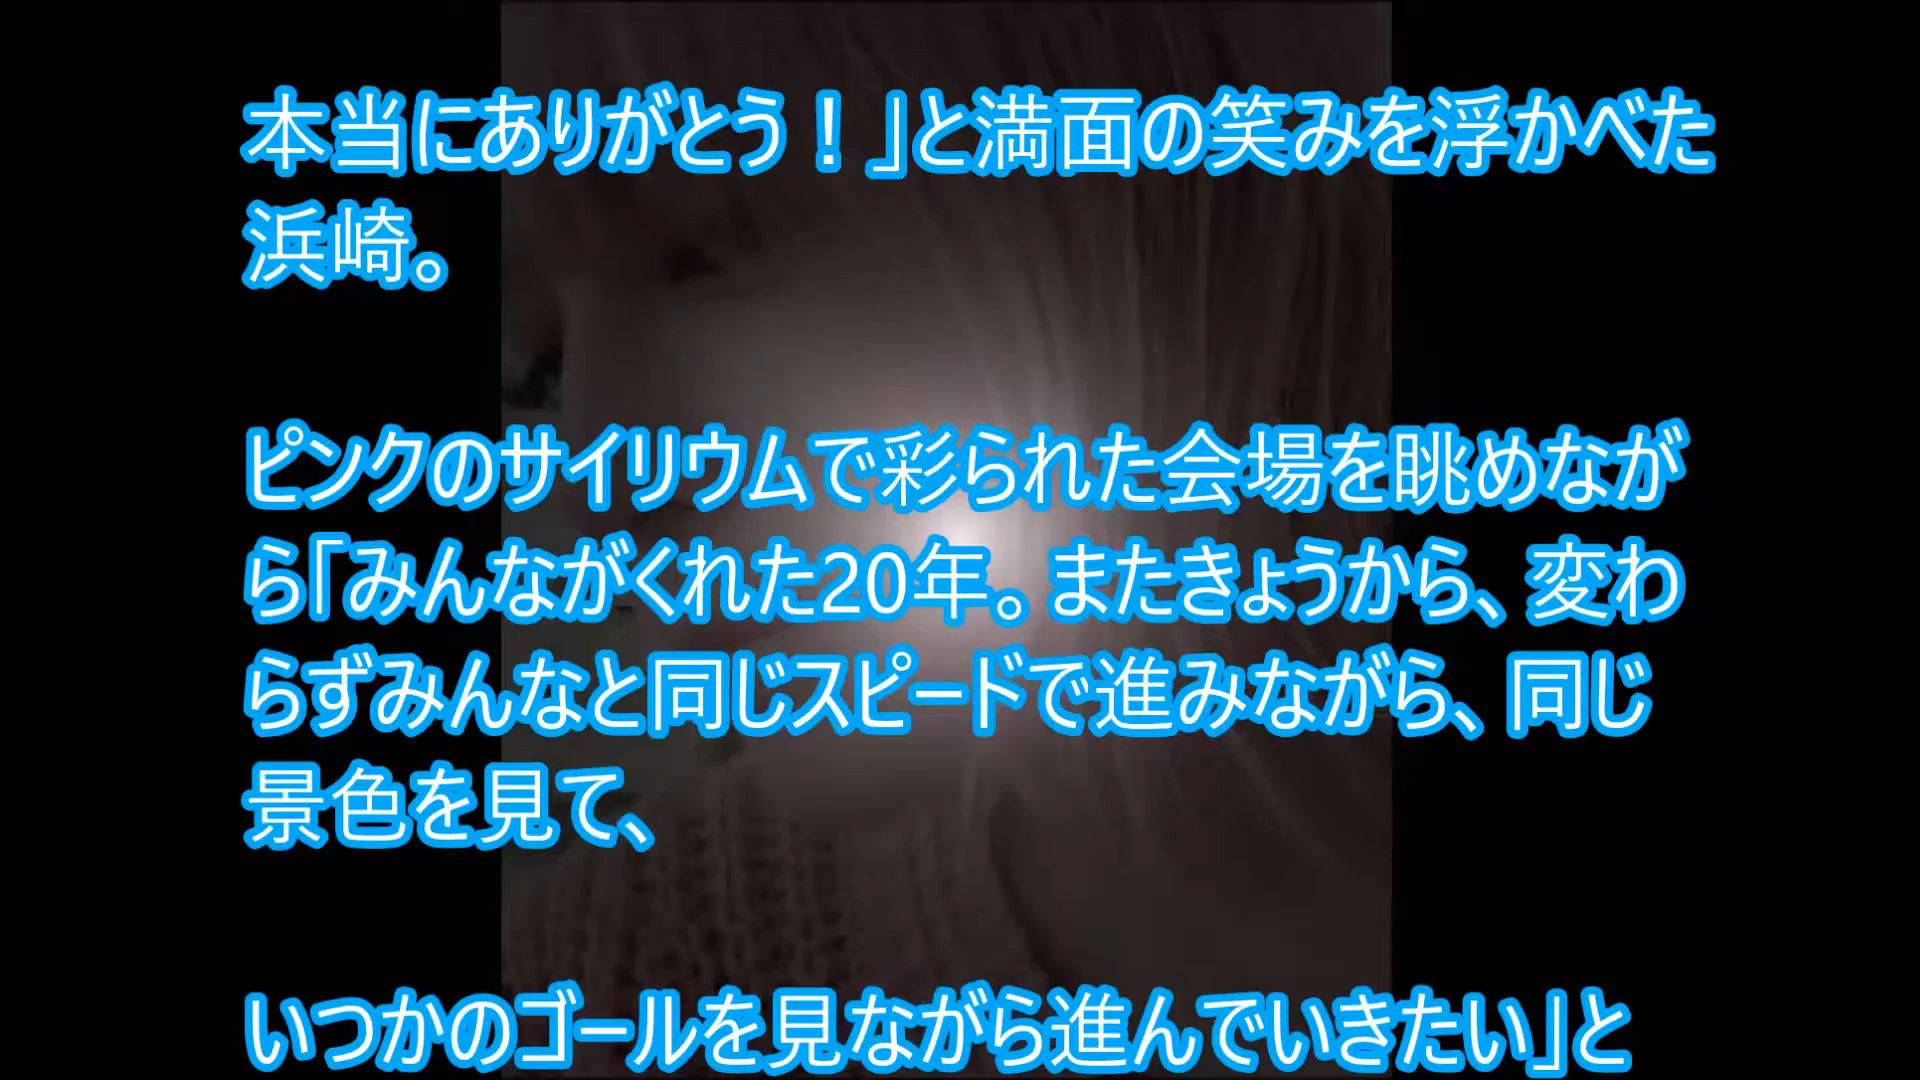 本当にありがとう！」と満面の笑みを浮かべた
浜崎。
ピンクのサイリウムで彩られた会場を眺めなが
ら「みんながくれた20年。またきょうから、変わ
らずみんなと同じスピードで進みながら、同じ
景色を見て、
いつかのゴールを見ながら進んでいきたい」と